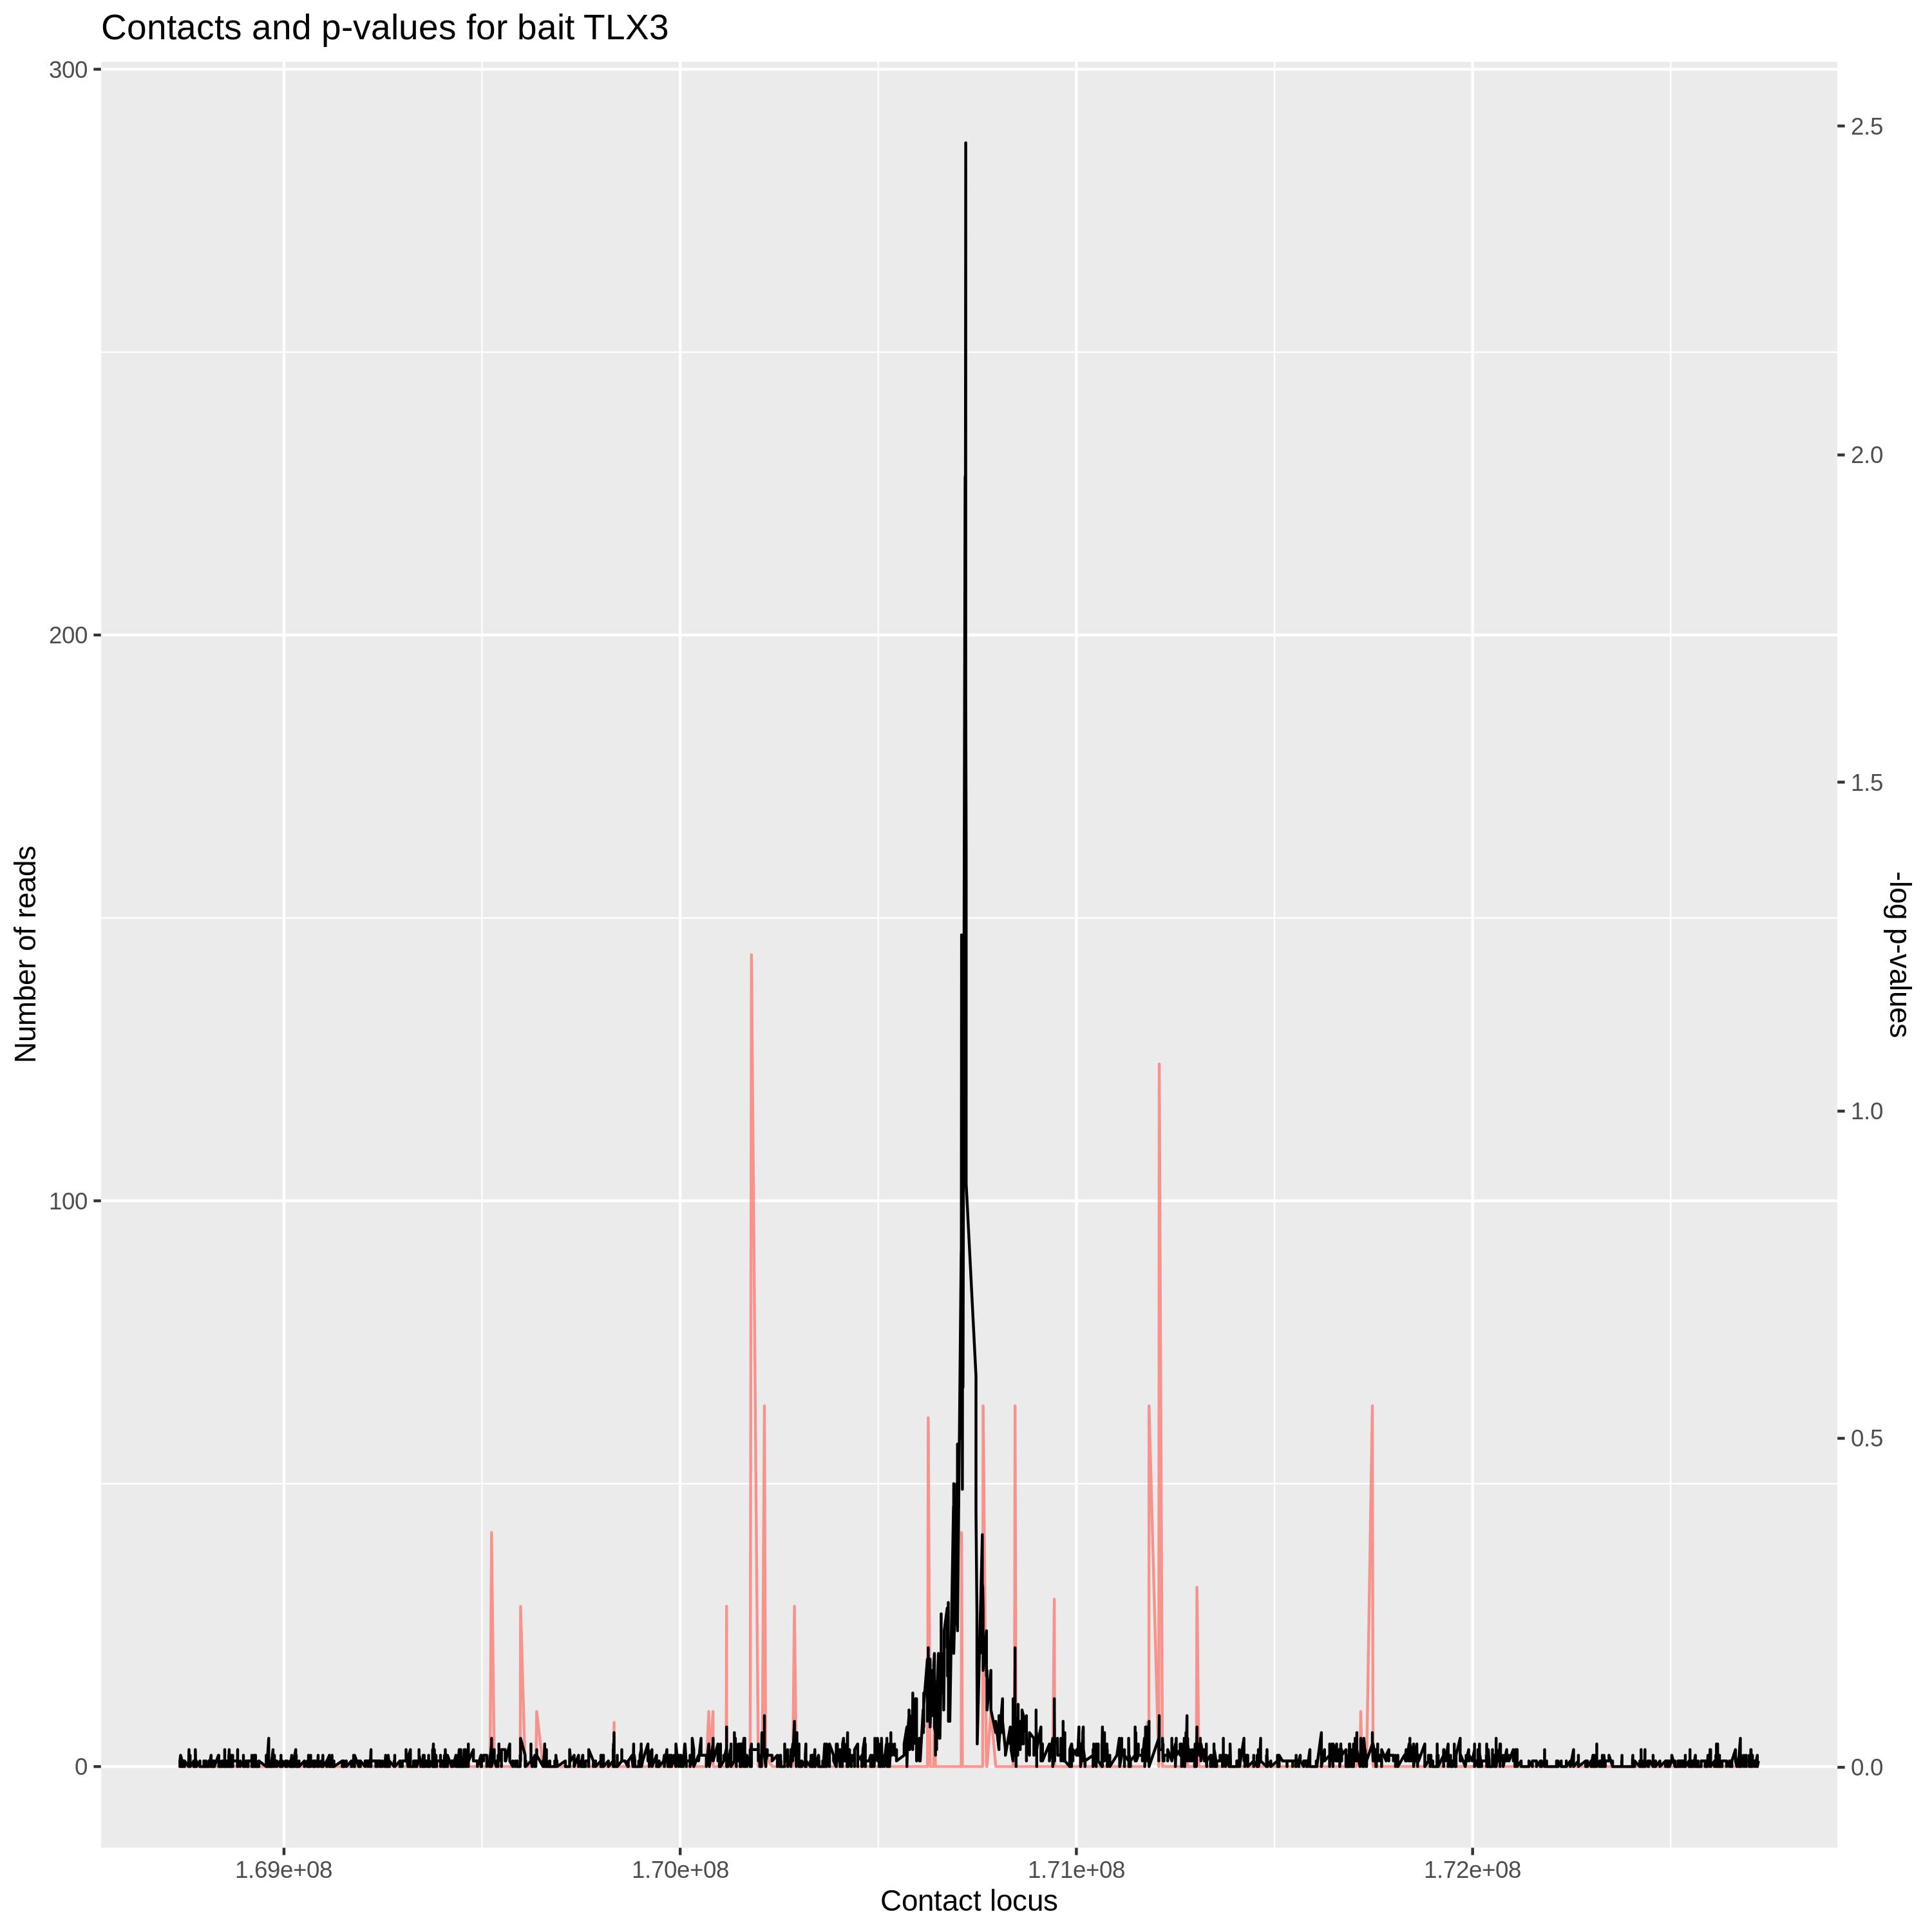 Contacts and p-values for bait TLX3
300
200
100
0
Number of reads
2.5
2.0
1.5
1.0
0.5
0.0
-log p-values
1.69e+08
1.70e+08
1.71e+08
1.72e+08
Contact locus